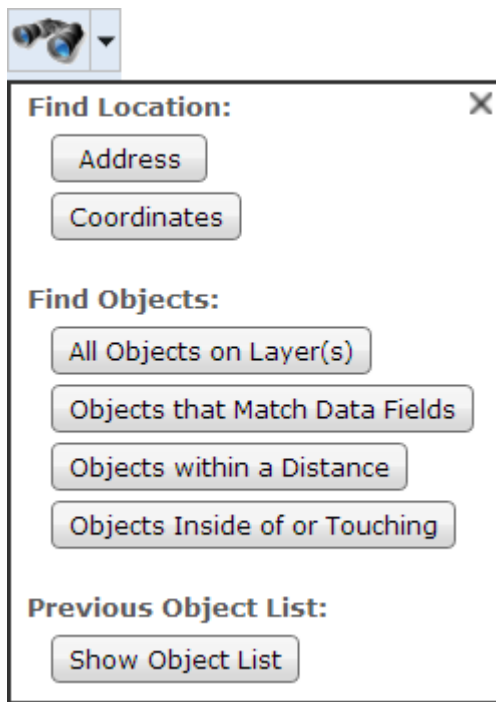 Find Location:
Address
Coordinates
Find Objects:
All Objects on Layer(s)
Objects that Match Data Fields
Objects within a Distance
Objects Inside of or Touching
Previous Object List:
Show Object List